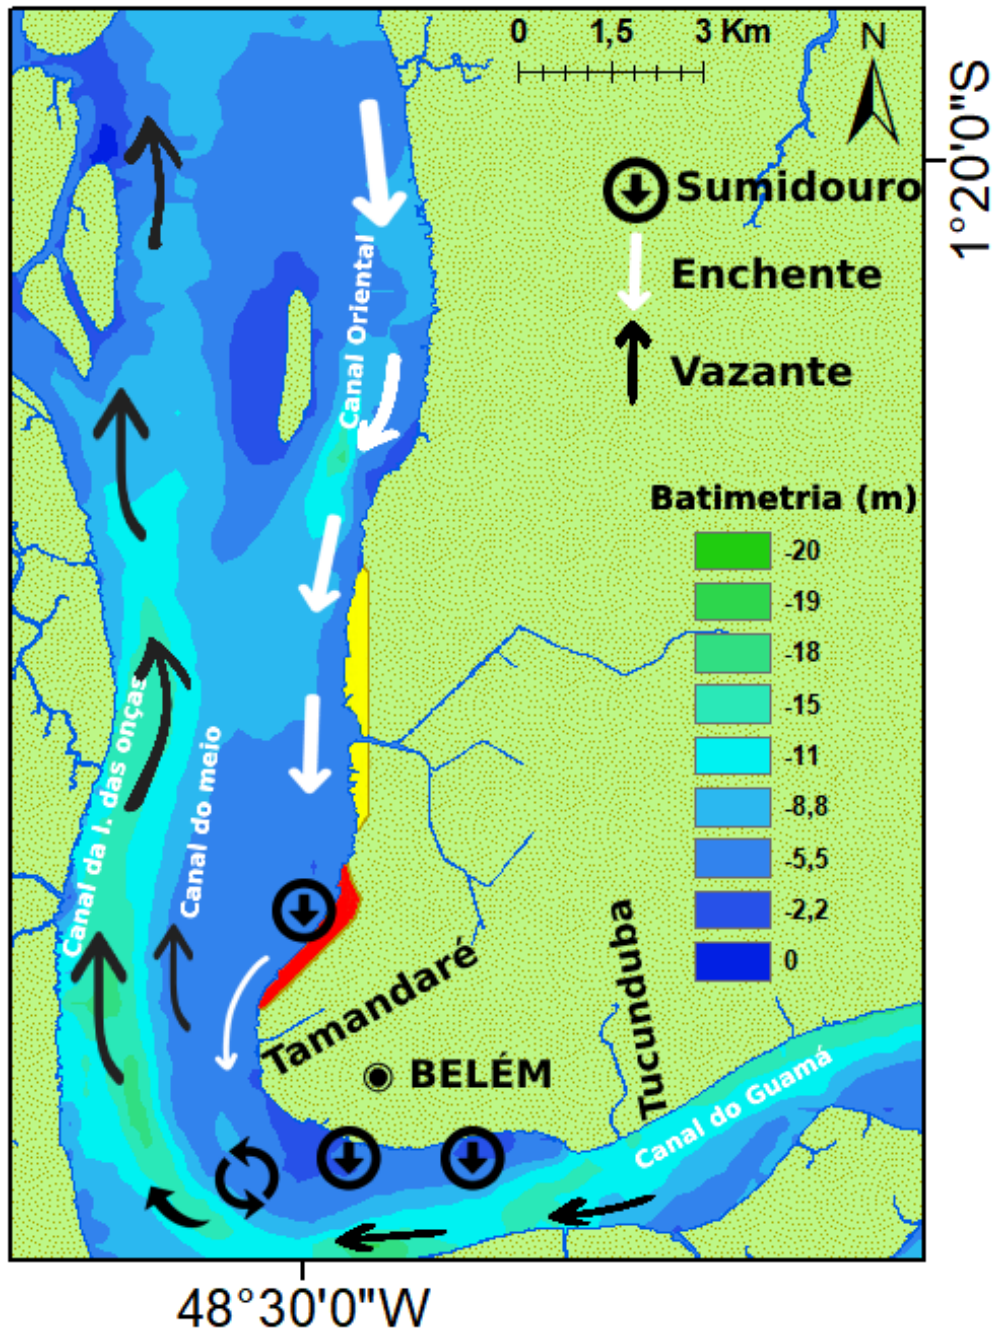 0 1,5 3 Km
N
1°20'0"S
Sumidouro
Enchente
Vazante
Canal Oriental
Batimetria (m)
-20
-19
-18
-15
-11
-8,8
-5,5
-2,2
0
Canal da I. das onças
Canal do meio
Tamandaré
Tucunduba
BELÉM
Canal do Guamá
48°30'0"W